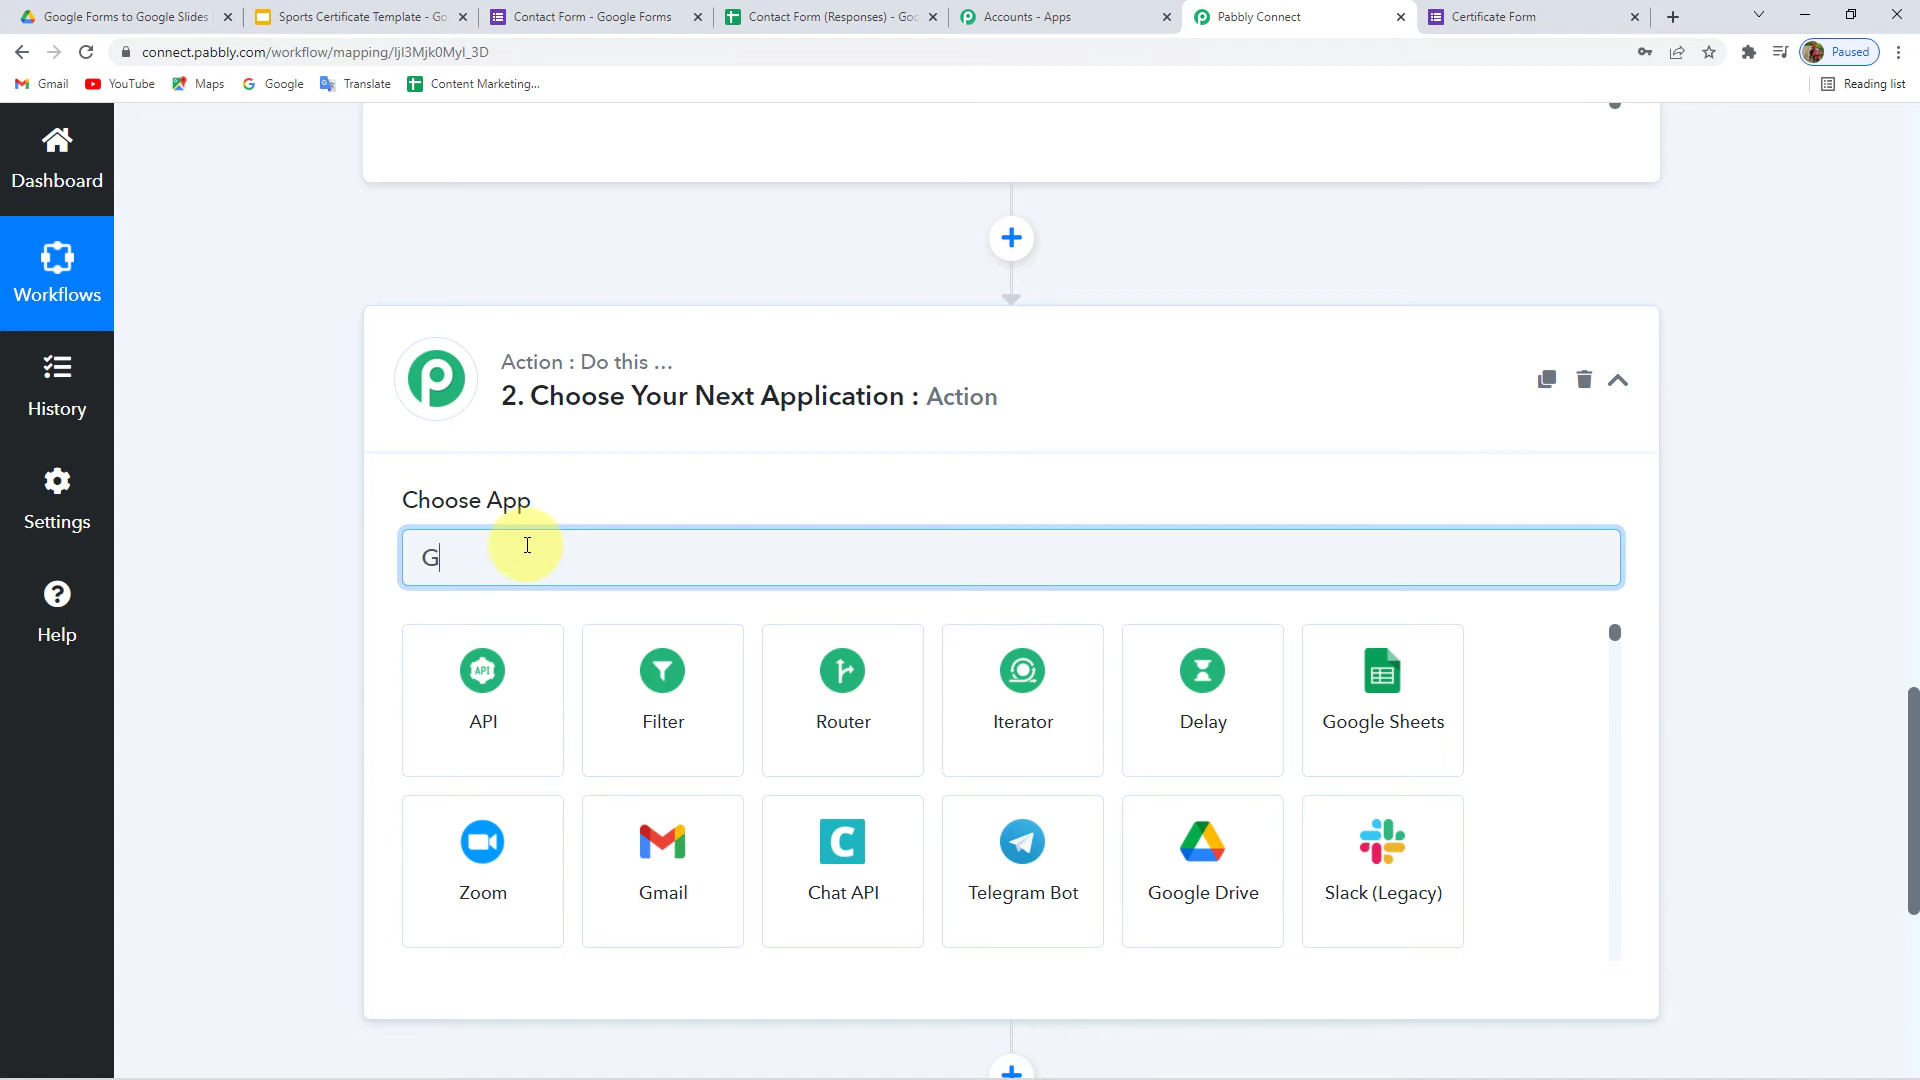 Google Forms to Google Slides
Sports Certificate Template - Go
Contact Form - Google Forms
Contact Form (Responses) - Goo
Accounts - Apps
Pabbly Connect
Certificate Form
connect.pabbly.com/workflow/mapping/IjI3Mjk0MyI_3D
Paused
Gmail
YouTube
Maps
Google
Translate
Content Marketing...
Reading list
Dashboard
Workflows
History
Settings
Help
Action : Do this ...
2. Choose Your Next Application : Action
Choose App
G
API
API
Filter
Router
Iterator
Delay
Google Sheets
Zoom
Gmail
C
Chat API
Telegram Bot
Google Drive
Slack (Legacy)